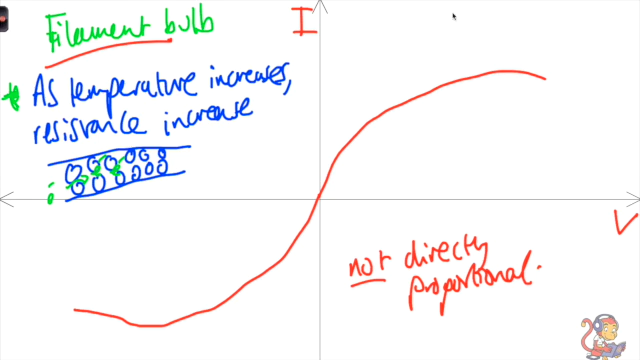 Filament bulb
I
* As temperature increases,
resistance increase
V
not directly
proportional.